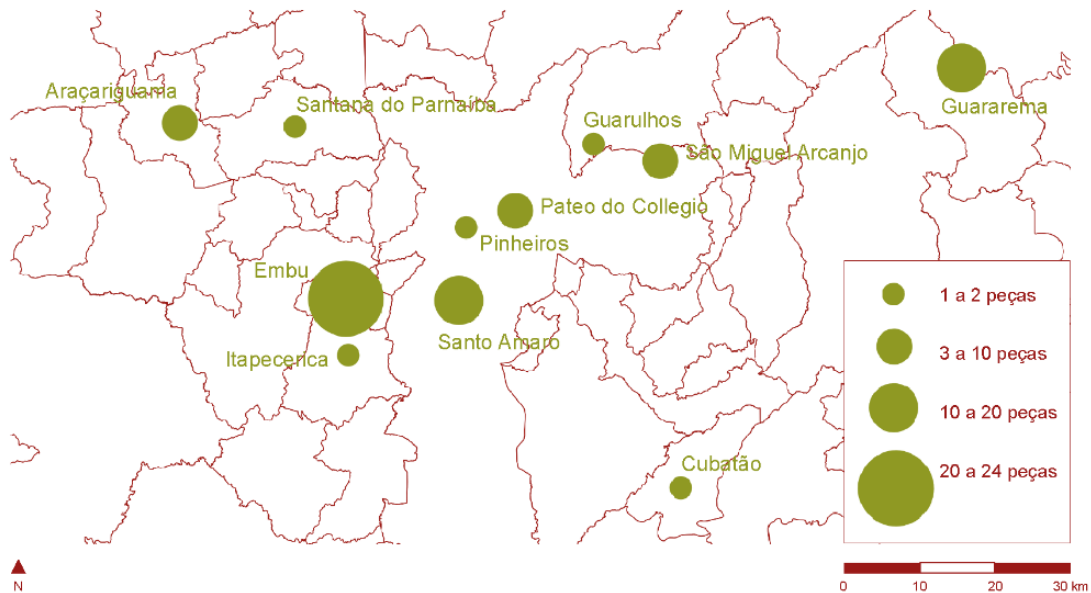 Araçariguama
Santana do Parnaíba
Guarulhos
Guararema
São Miguel Arcanjo
Pateo do Collegio
Pinheiros
Embu
Santo Amaro
Itapecerica
Cubatão
1 a 2 peças
3 a 10 peças
10 a 20 peças
20 a 24 peças
N
0 10 20 30 km